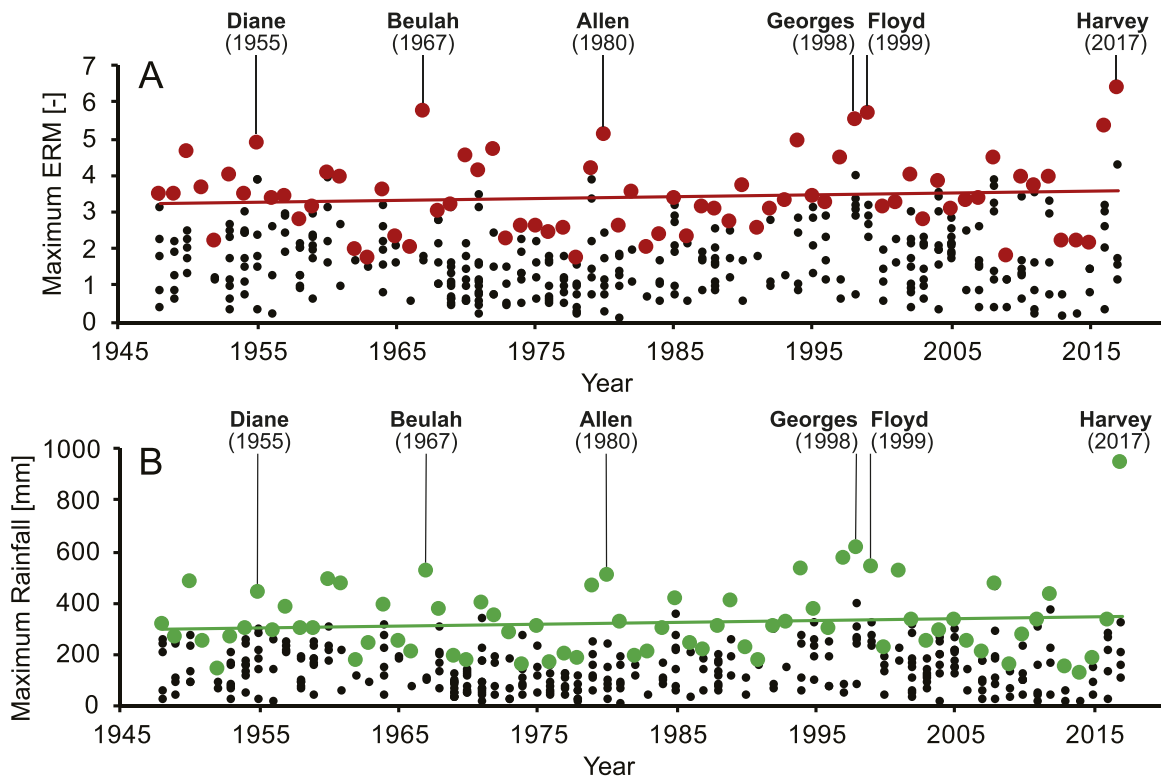 Diane Beulah Allen Georges Floyd Harvey
(1955) (1967) (1980) (1998) (1999) (2017)
A
Maximum ERM [-]
7
6
5
4
3
2
1
0
1945 1955 1965 1975 1985 1995 2005 2015
Year
Diane Beulah Allen Georges Floyd Harvey
(1955) (1967) (1980) (1998) (1999) (2017)
B
Maximum Rainfall [mm]
1000
800
600
400
200
0
1945 1955 1965 1975 1985 1995 2005 2015
Year